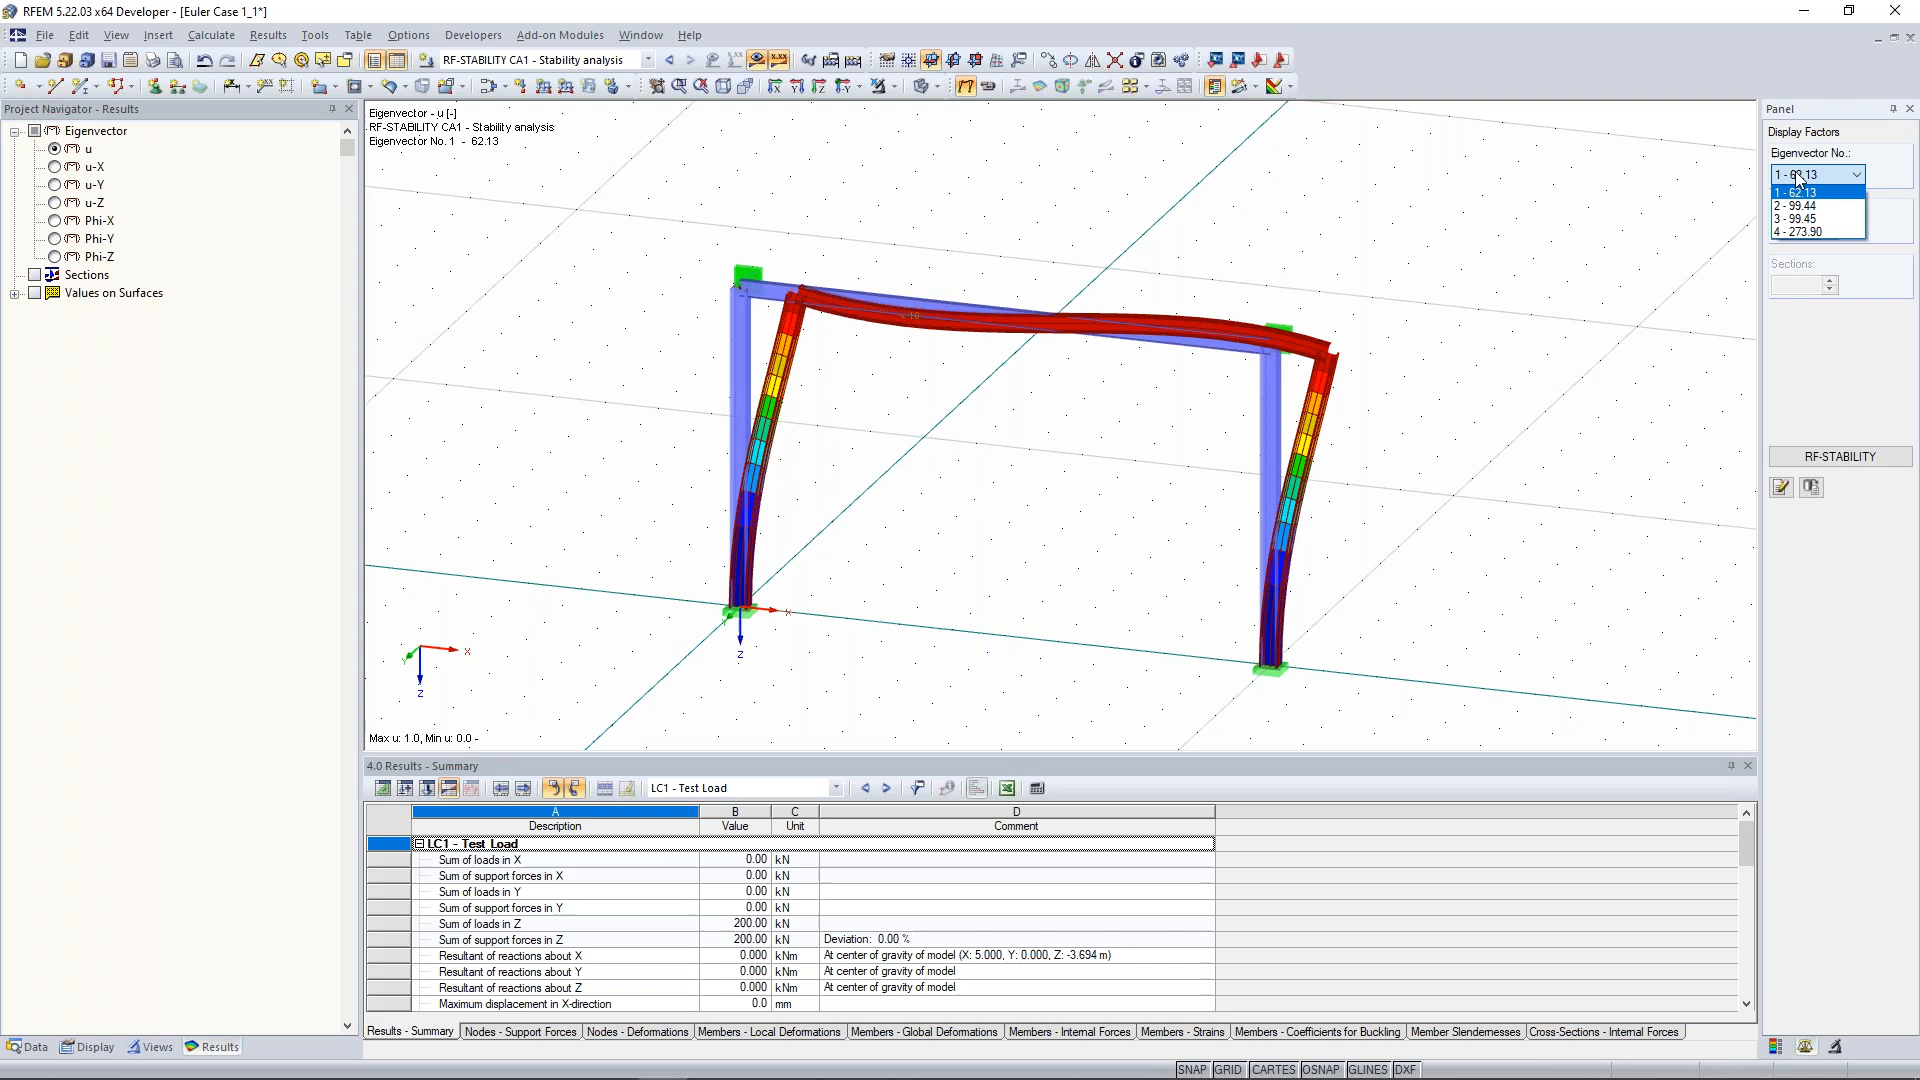 RFEM 5.22.03 x64 Developer - [Euler Case 1_1*]
File Edit View Insert Calculate Results Tools Table Options Developers Add-on Modules Window Help
RF-STABILITY CA1 - Stability analysis
Project Navigator - Results
Eigenvector
u
u-X
u-Y
u-Z
Phi-X
Phi-Y
Phi-Z
Sections
Values on Surfaces
Data Display Views Results
Eigenvector - u [-]
RF-STABILITY CA1 - Stability analysis
Eigenvector No. 1 - 62.13
1.0
X
Z
Y
X
Z
Max u: 1.0, Min u: 0.0 -
Panel
Display Factors
Eigenvector No.:
1 - 62.13
1 - 62.13
2 - 99.44
3 - 99.45
4 - 273.90
Sections:
RF-STABILITY
4.0 Results - Summary
LC1 - Test Load
A B C D
Description Value Unit Comment
LC1 - Test Load
Sum of loads in X 0.00 kN
Sum of support forces in X 0.00 kN
Sum of loads in Y 0.00 kN
Sum of support forces in Y 0.00 kN
Sum of loads in Z 200.00 kN
Sum of support forces in Z 200.00 kN Deviation: 0.00 %
Resultant of reactions about X 0.000 kNm At center of gravity of model (X: 5.000, Y: 0.000, Z: -3.694 m)
Resultant of reactions about Y 0.000 kNm At center of gravity of model
Resultant of reactions about Z 0.000 kNm At center of gravity of model
Maximum displacement in X-direction 0.0 mm
Results - Summary Nodes - Support Forces Nodes - Deformations Members - Local Deformations Members - Global Deformations Members - Internal Forces Members - Strains Members - Coefficients for Buckling Member Slendernesses Cross-Sections - Internal Forces
SNAP GRID CARTES OSNAP GLINES DXF